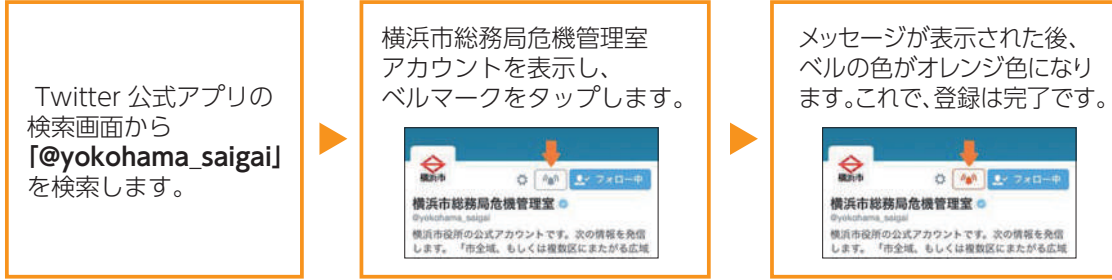 Twitter 公式アプリの
検索画面から
「@yokohama_saigai」
を検索します。
横浜市総務局危機管理室
アカウントを表示し、
ベルマークをタップします。
横浜市
フォロー中
横浜市総務局危機管理室
@yokohama_saigai
横浜市役所の公式アカウントです。次の情報を発信
します。「市全域、もしくは複数区にまたがる広域
メッセージが表示された後、
ベルの色がオレンジ色になり
ます。これで、登録は完了です。
横浜市
フォロー中
横浜市総務局危機管理室
@yokohama_saigai
横浜市役所の公式アカウントです。次の情報を発信
します。「市全域、もしくは複数区にまたがる広域